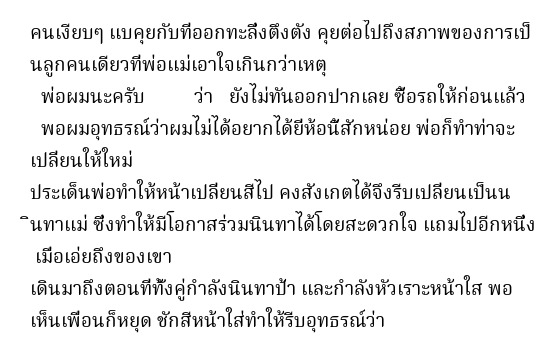 คนเงียบๆ แบคุยกับที่ออกทะลึ่งตึงตัง คุยต่อไปถึงสภาพของการเป็
นลูกคนเดียวที่พ่อแม่เอาใจเกินกว่าเหตุ
พ่อผมนะครับ ว่า ยังไม่ทันออกปากเลย ซื้อรถให้ก่อนแล้ว
พอผมอุทธรณ์ว่าผมไม่ได้อยากได้ยี่ห้อนี้สักหน่อย พ่อก็ทำท่าจะ
เปลี่ยนให้ใหม่
ประเด็นพ่อทำให้หน้าเปลี่ยนสีไป คงสังเกตได้จึงรีบเปลี่ยนเป็นน
ินทาแม่ ซึ่งทำให้มีโอกาสร่วมนินทาได้โดยสะดวกใจ แถมไปอีกหนึ่ง
เมื่อเอ่ยถึงของเขา
เดินมาถึงตอนที่ทั้งคู่กำลังนินทาป้า และกำลังหัวเราะหน้าใส พอ
เห็นเพื่อนก็หยุด ชักสีหน้าใส่ทำให้รีบอุทธรณ์ว่า